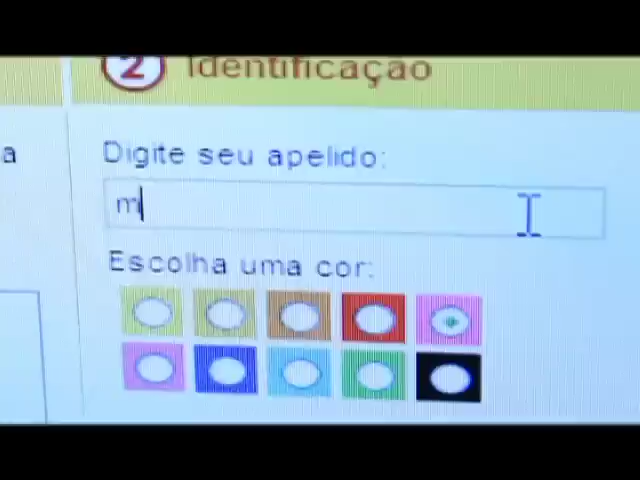 2 Identificação
a
Digite seu apelido:
m
Escolha uma cor: